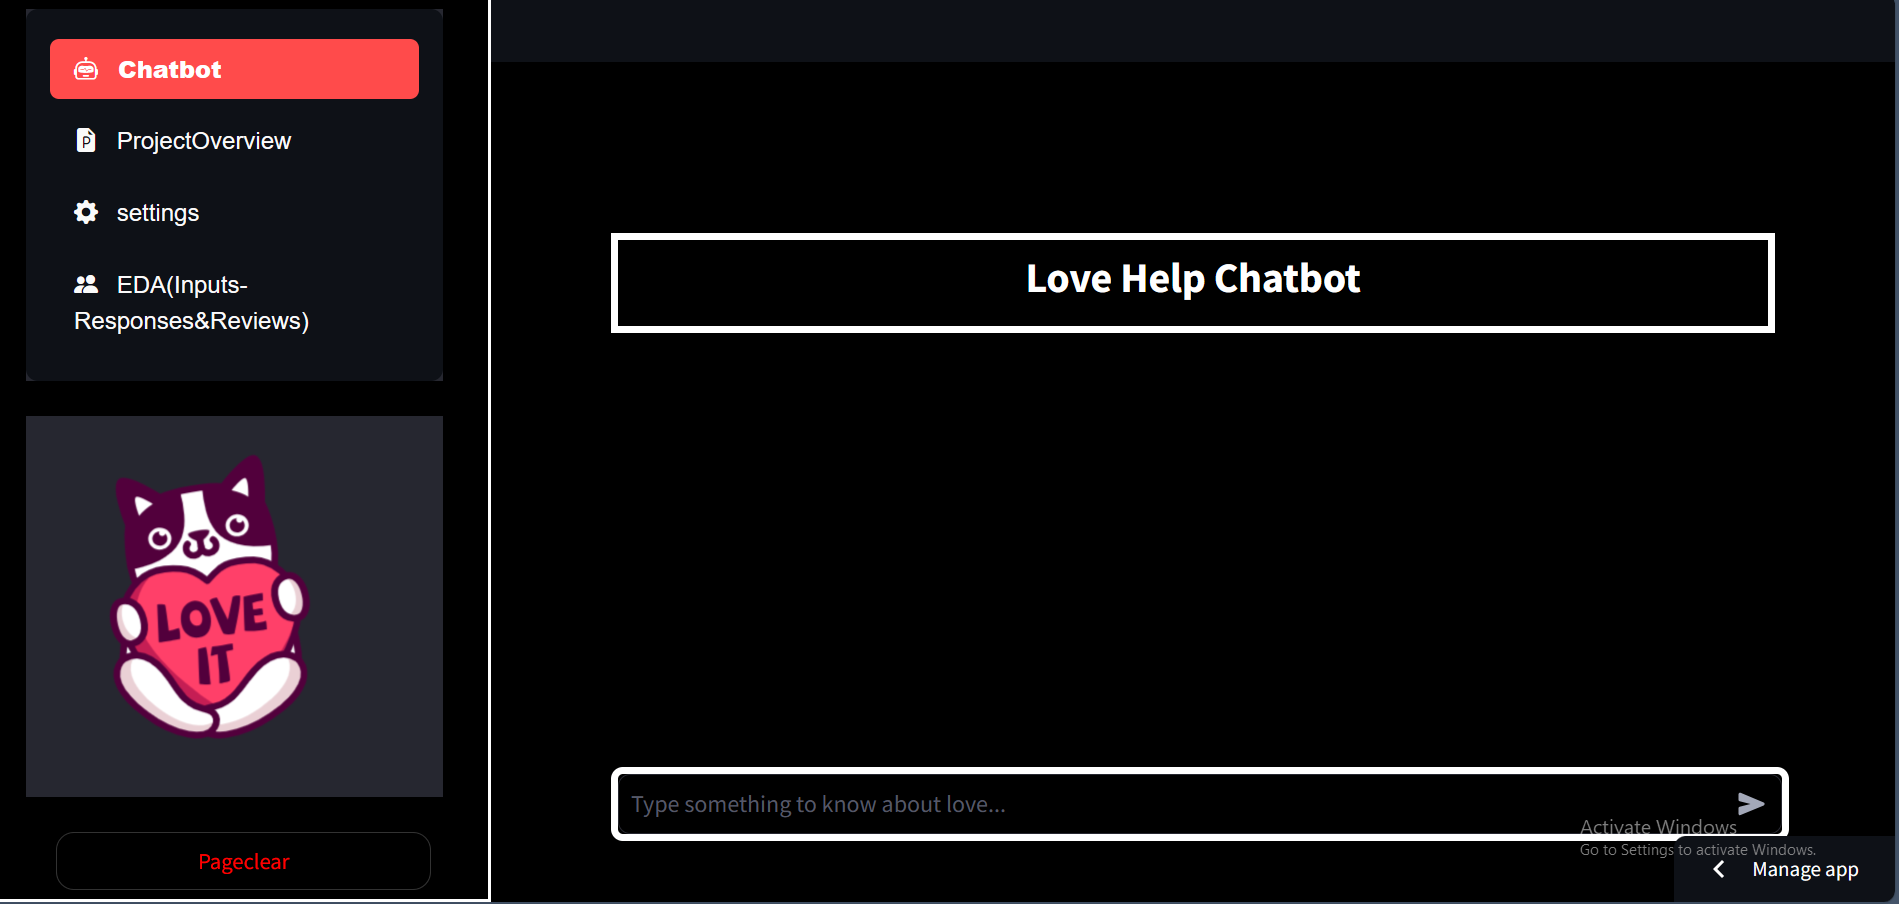 Chatbot
ProjectOverview
settings
EDA(Inputs-
Responses&Reviews)
LOVE
IT
Pageclear
Love Help Chatbot
Type something to know about love...
Activate Windows
Go to Settings to activate Windows.
Manage app